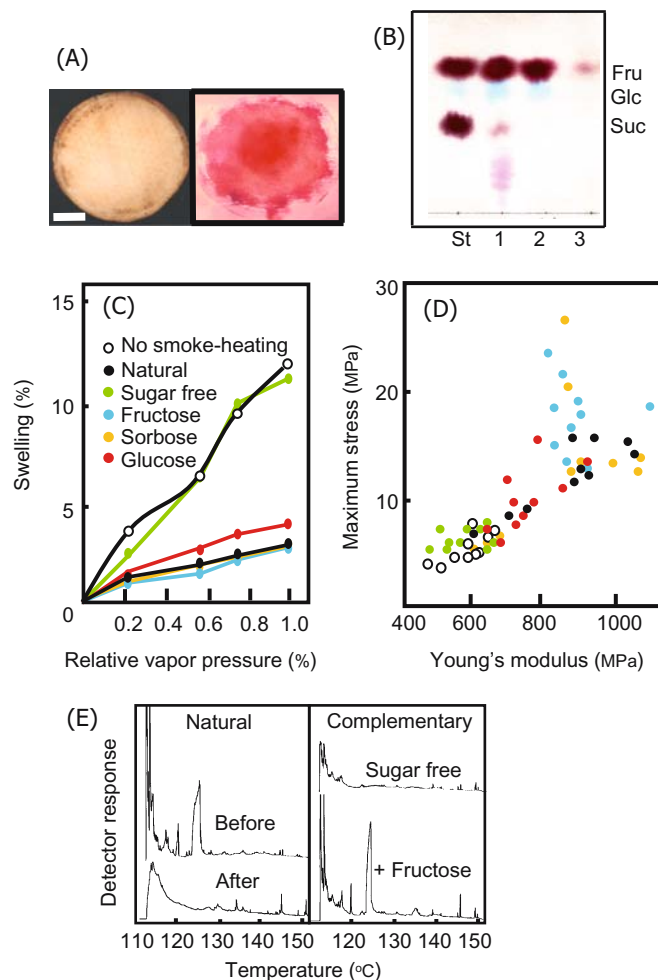 (A)
(B)
Fru
Glc
Suc
St 1 2 3
(C)
15
10
5
0
Swelling (%)
No smoke-heating
Natural
Sugar free
Fructose
Sorbose
Glucose
0.2 0.4 0.6 0.8 1.0
Relative vapor pressure (%)
(D)
30
20
10
Maximum stress (MPa)
400 600 800 1000
Young's modulus (MPa)
(E)
Detector response
Natural
Before
After
Complementary
Sugar free
+ Fructose
110 120 130 140 150
120 130 140 150
Temperature (oC)